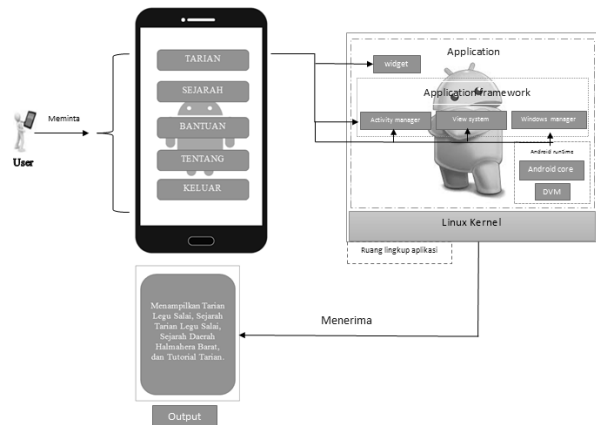 Meminta
User
TARIAN
SEJARAH
BANTUAN
TENTANG
KELUAR
Application
widget
Application framework
Activity manager
View system
Windows manager
Android runtime
Android core
DVM
Linux Kernel
Ruang lingkup aplikasi
Menerima
Menampilkan Tarian
Legu Salai, Sejarah
Tarian Legu Salai,
Sejarah Daerah
Halmahera Barat,
dan Tutorial Tarian.
Output